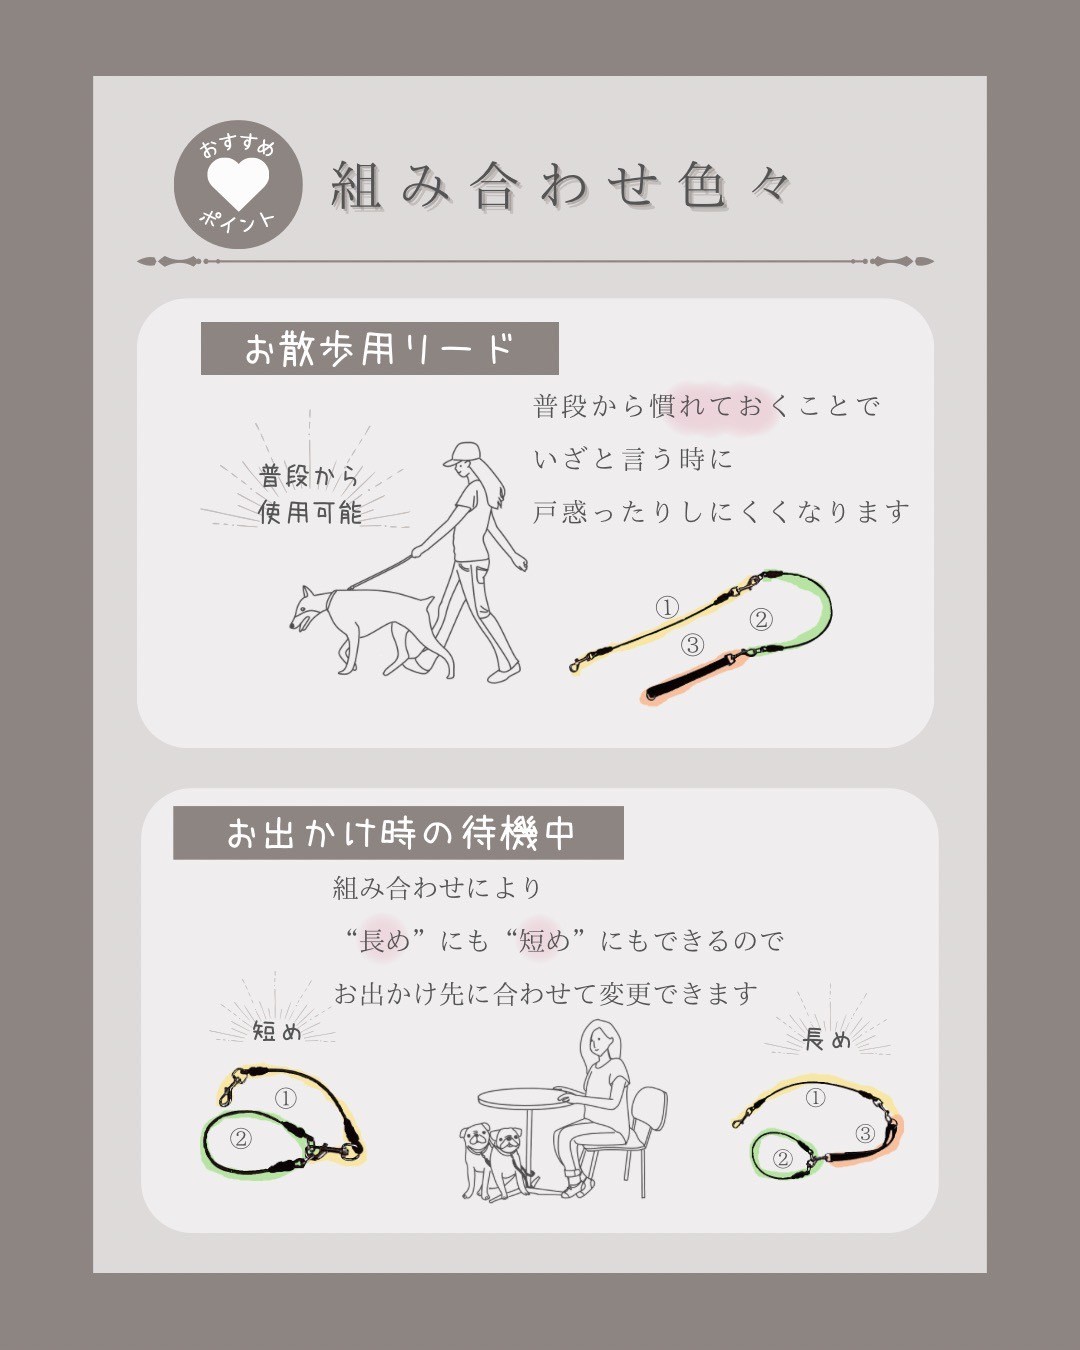 おすすめ
ポイント
組み合わせ色々
お散歩用リード
普段から慣れておくことで
いざと言う時に
戸惑ったりしにくくなります
普段から
使用可能
①
②
③
お出かけ時の待機中
組み合わせにより
“長め”にも“短め”にもできるので
お出かけ先に合わせて変更できます
短め
①
②
長め
①
③
②